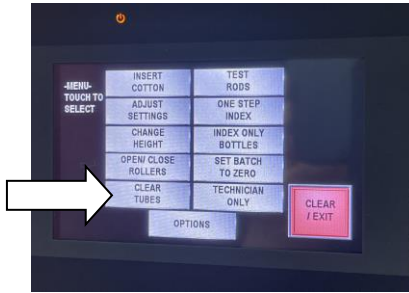 -MENU-
TOUCH TO
SELECT
INSERT
COTTON
TEST
RODS
ADJUST
SETTINGS
ONE STEP
INDEX
CHANGE
HEIGHT
INDEX ONLY
BOTTLES
OPEN/ CLOSE
ROLLERS
SET BATCH
TO ZERO
CLEAR
TUBES
TECHNICIAN
ONLY
OPTIONS
CLEAR
/ EXIT